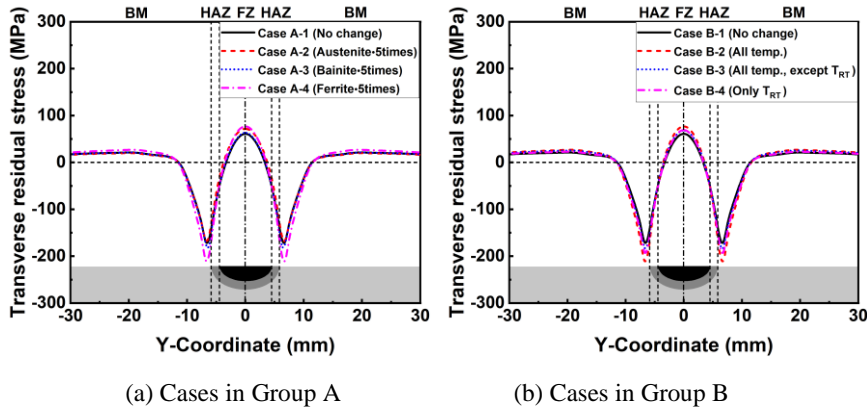 BM HAZ FZ HAZ BM
Case A-1 (No change)
Case A-2 (Austenite·5times)
Case A-3 (Bainite·5times)
Case A-4 (Ferrite·5times)
Transverse residual stress (MPa)
300
200
100
0
-100
-200
-300
-30 -20 -10 0 10 20 30
Y-Coordinate (mm)
(a) Cases in Group A
BM HAZ FZ HAZ BM
Case B-1 (No change)
Case B-2 (All temp.)
Case B-3 (All temp., except T_RT)
Case B-4 (Only T_RT)
Transverse residual stress (MPa)
300
200
100
0
-100
-200
-300
-30 -20 -10 0 10 20 30
Y-Coordinate (mm)
(b) Cases in Group B